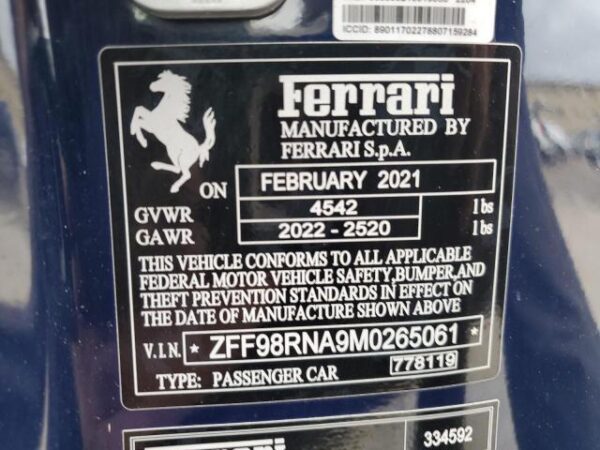 ICCID: 89011702278807159284
Ferrari
MANUFACTURED BY
FERRARI S.p.A.
ON FEBRUARY 2021
GVWR 4542 lbs
GAWR 2022 - 2520 lbs
THIS VEHICLE CONFORMS TO ALL APPLICABLE
FEDERAL MOTOR VEHICLE SAFETY,BUMPER,AND
THEFT PREVENTION STANDARDS IN EFFECT ON
THE DATE OF MANUFACTURE SHOWN ABOVE
V.I.N. * ZFF98RNA9M0265061 *
778119
TYPE: PASSENGER CAR
Ferrari 334592